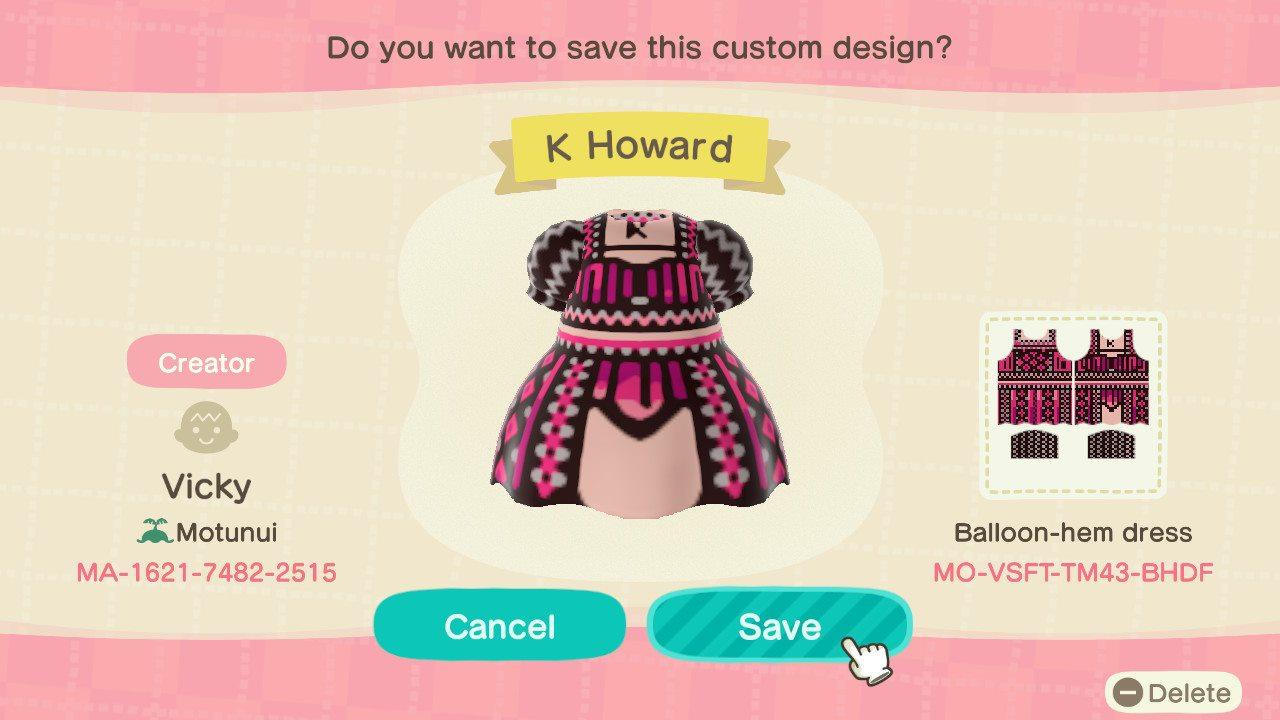 Do you want to save this custom design?
K Howard
K
Creator
Vicky
Motunui
MA-1621-7482-2515
Balloon-hem dress
MO-VSFT-TM43-BHDF
Cancel
Save
Delete